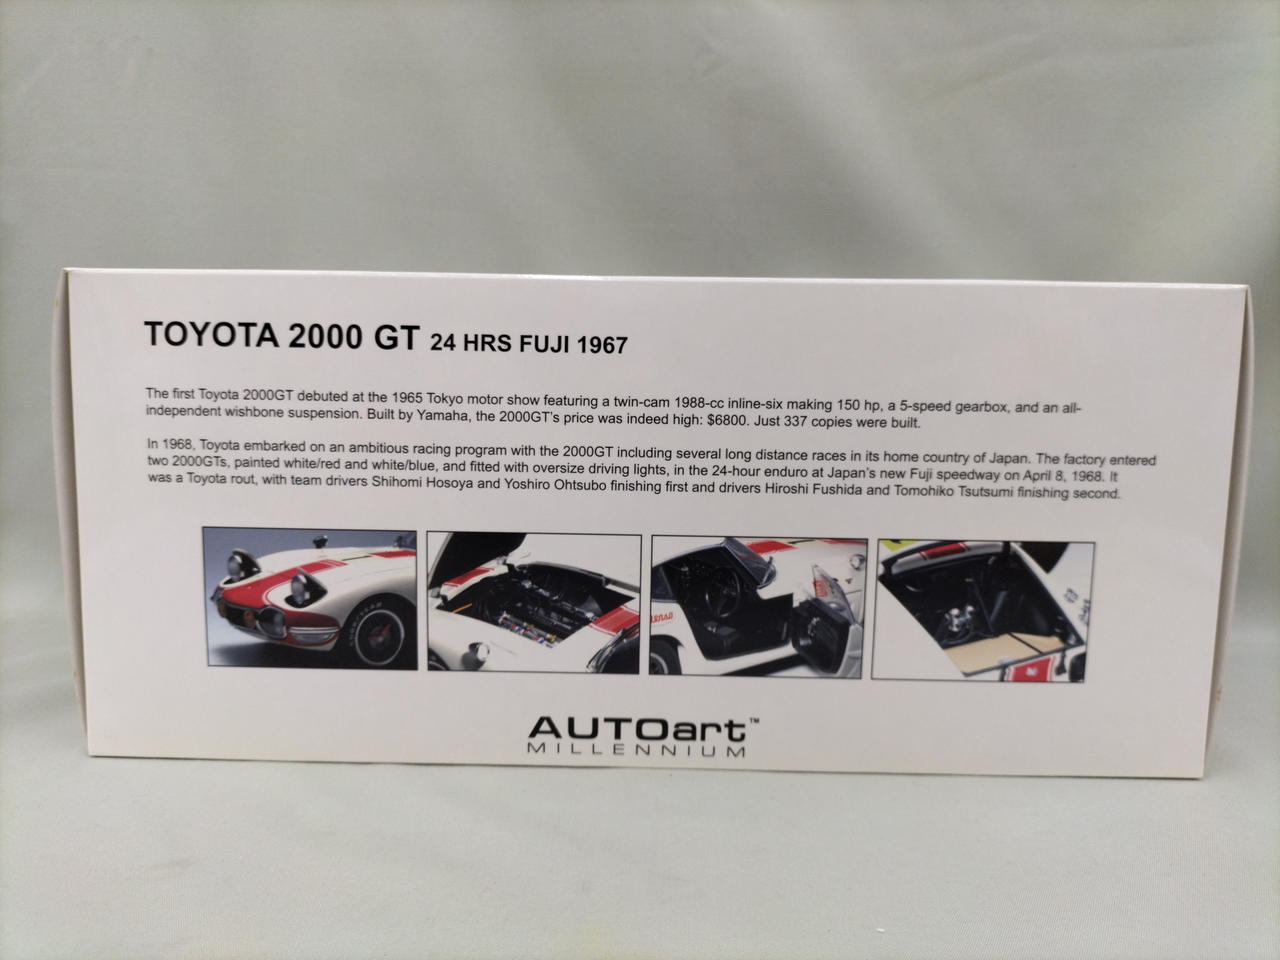 TOYOTA 2000 GT 24 HRS FUJI 1967
The first Toyota 2000GT debuted at the 1965 Tokyo motor show featuring a twin-cam 1988-cc inline-six making 150 hp, a 5-speed gearbox, and an all-
independent wishbone suspension. Built by Yamaha, the 2000GT's price was indeed high: $6800. Just 337 copies were built.
In 1968, Toyota embarked on an ambitious racing program with the 2000GT including several long distance races in its home country of Japan. The factory entered
two 2000GTs, painted white/red and white/blue, and fitted with oversize driving lights, in the 24-hour enduro at Japan's new Fuji speedway on April 8, 1968. It
was a Toyota rout, with team drivers Shihomi Hosoya and Yoshiro Ohtsubo finishing first and drivers Hiroshi Fushida and Tomohiko Tsutsumi finishing second.
AUTOart™
MILLENNIUM